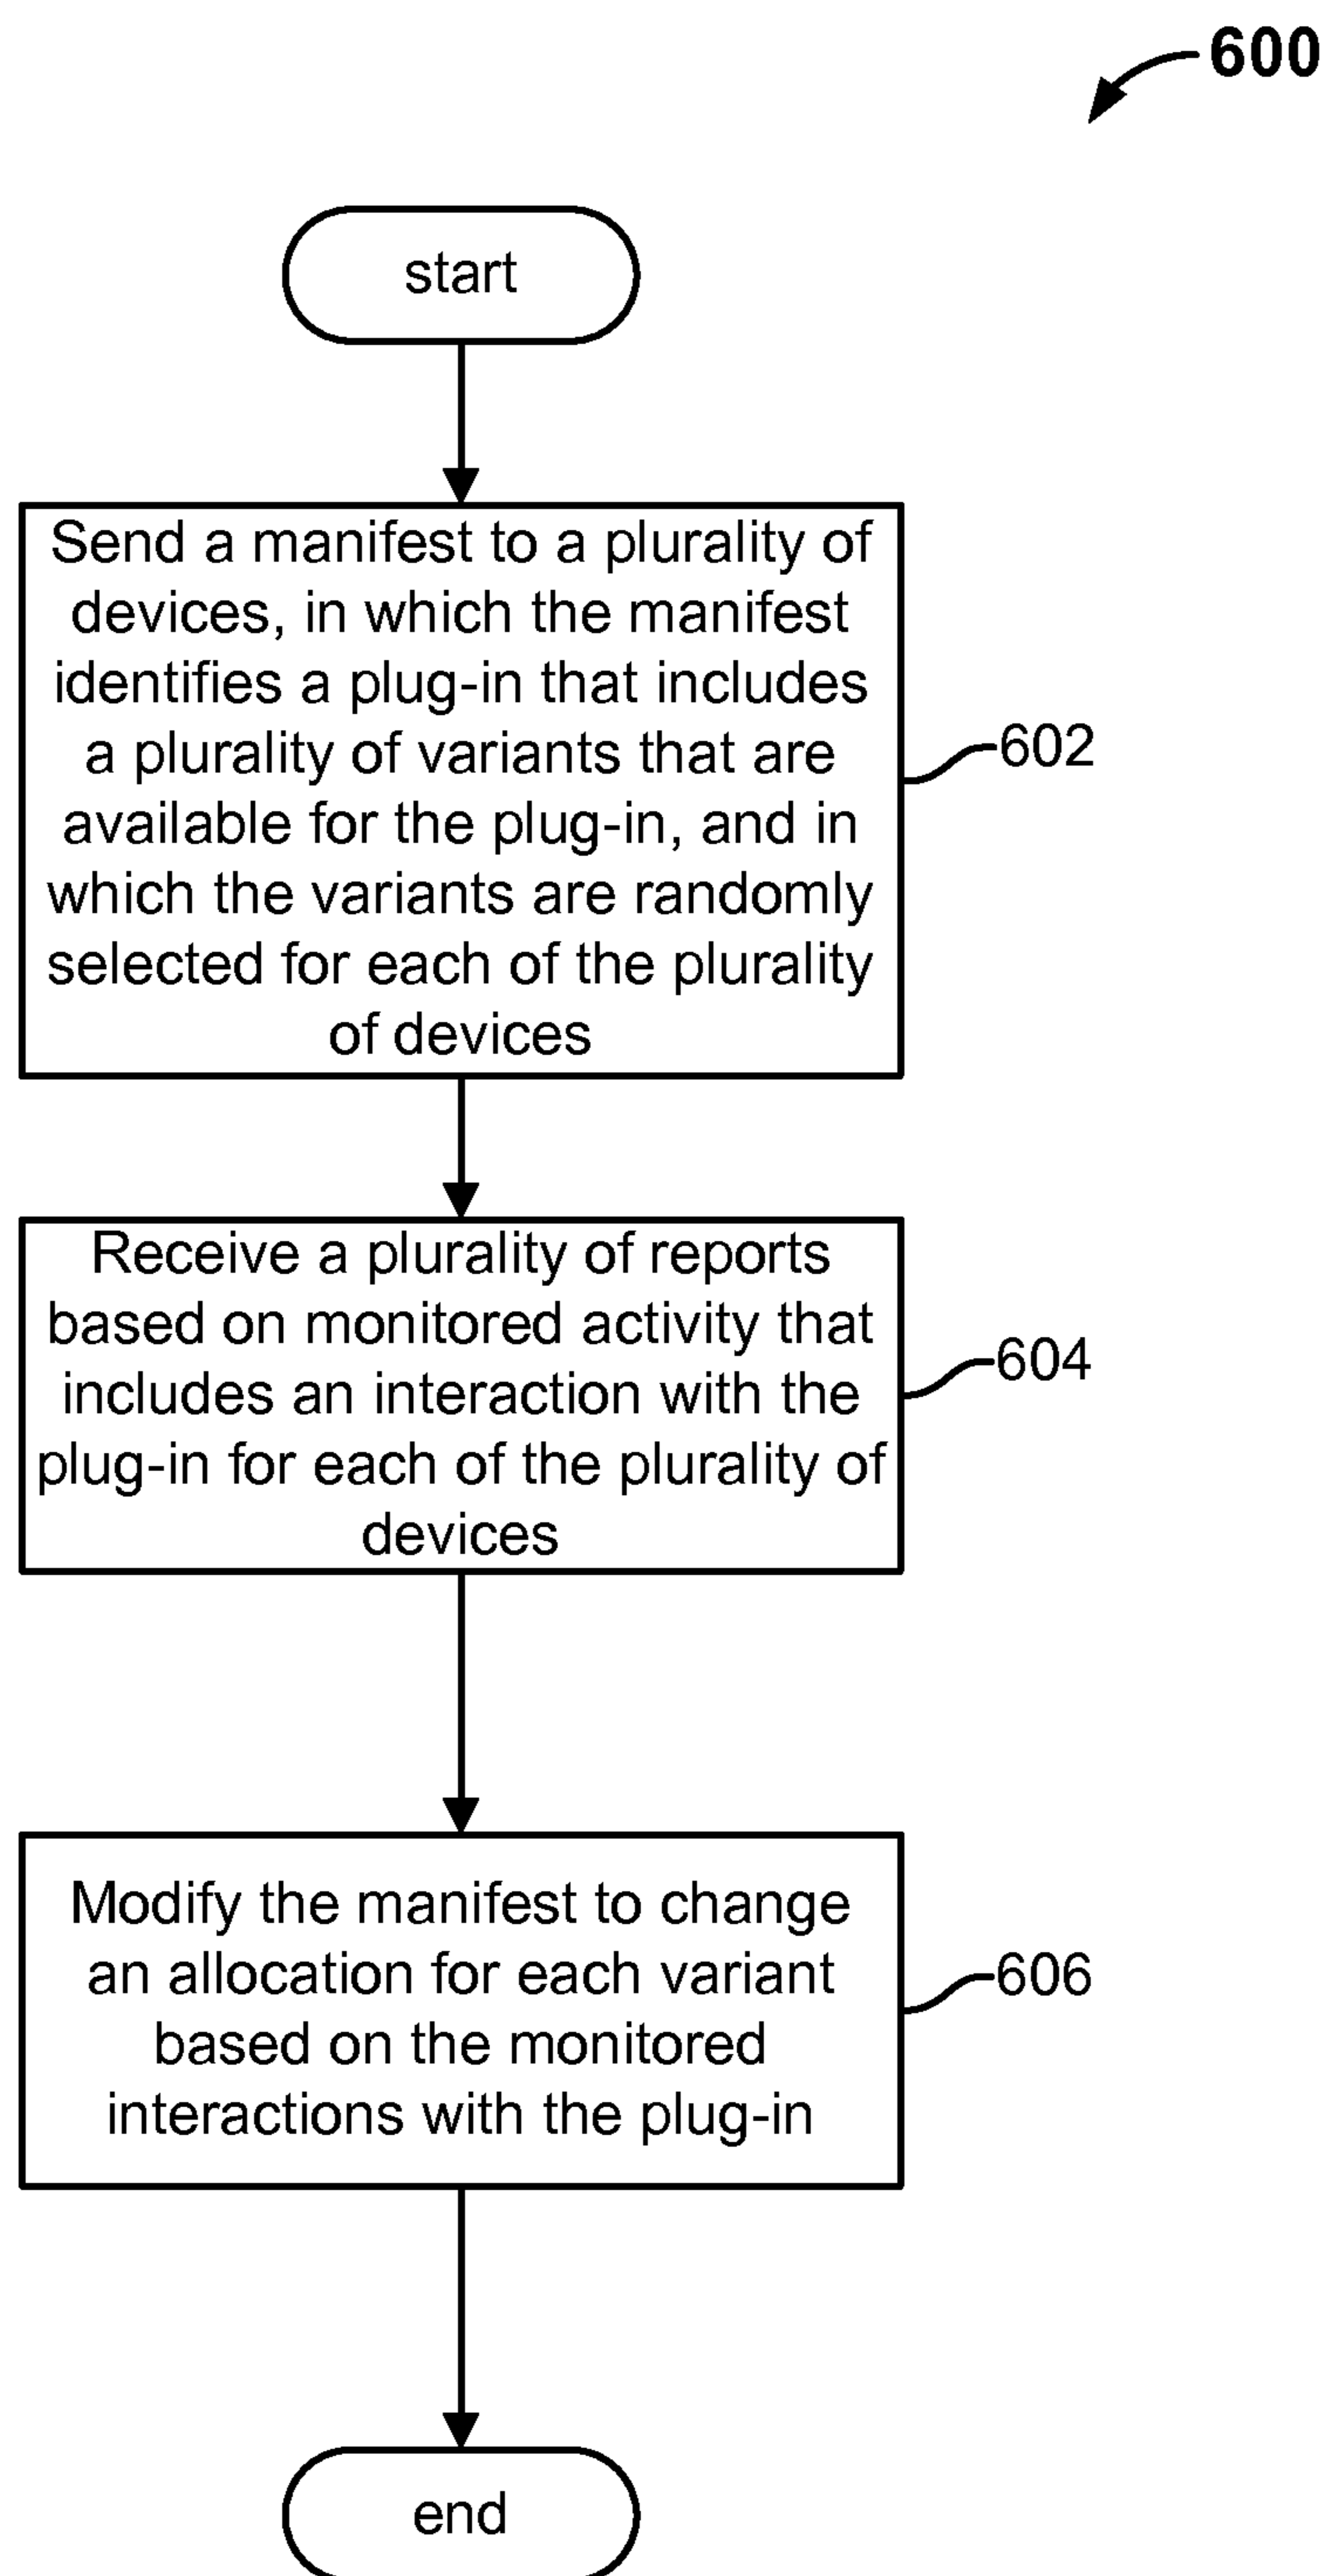 600
start
Send a manifest to a plurality of
devices, in which the manifest
identifies a plug-in that includes
a plurality of variants that are
available for the plug-in, and in
which the variants are randomly
selected for each of the plurality
of devices
602
Receive a plurality of reports
based on monitored activity that
includes an interaction with the
plug-in for each of the plurality of
devices
604
Modify the manifest to change
an allocation for each variant
based on the monitored
interactions with the plug-in
606
end